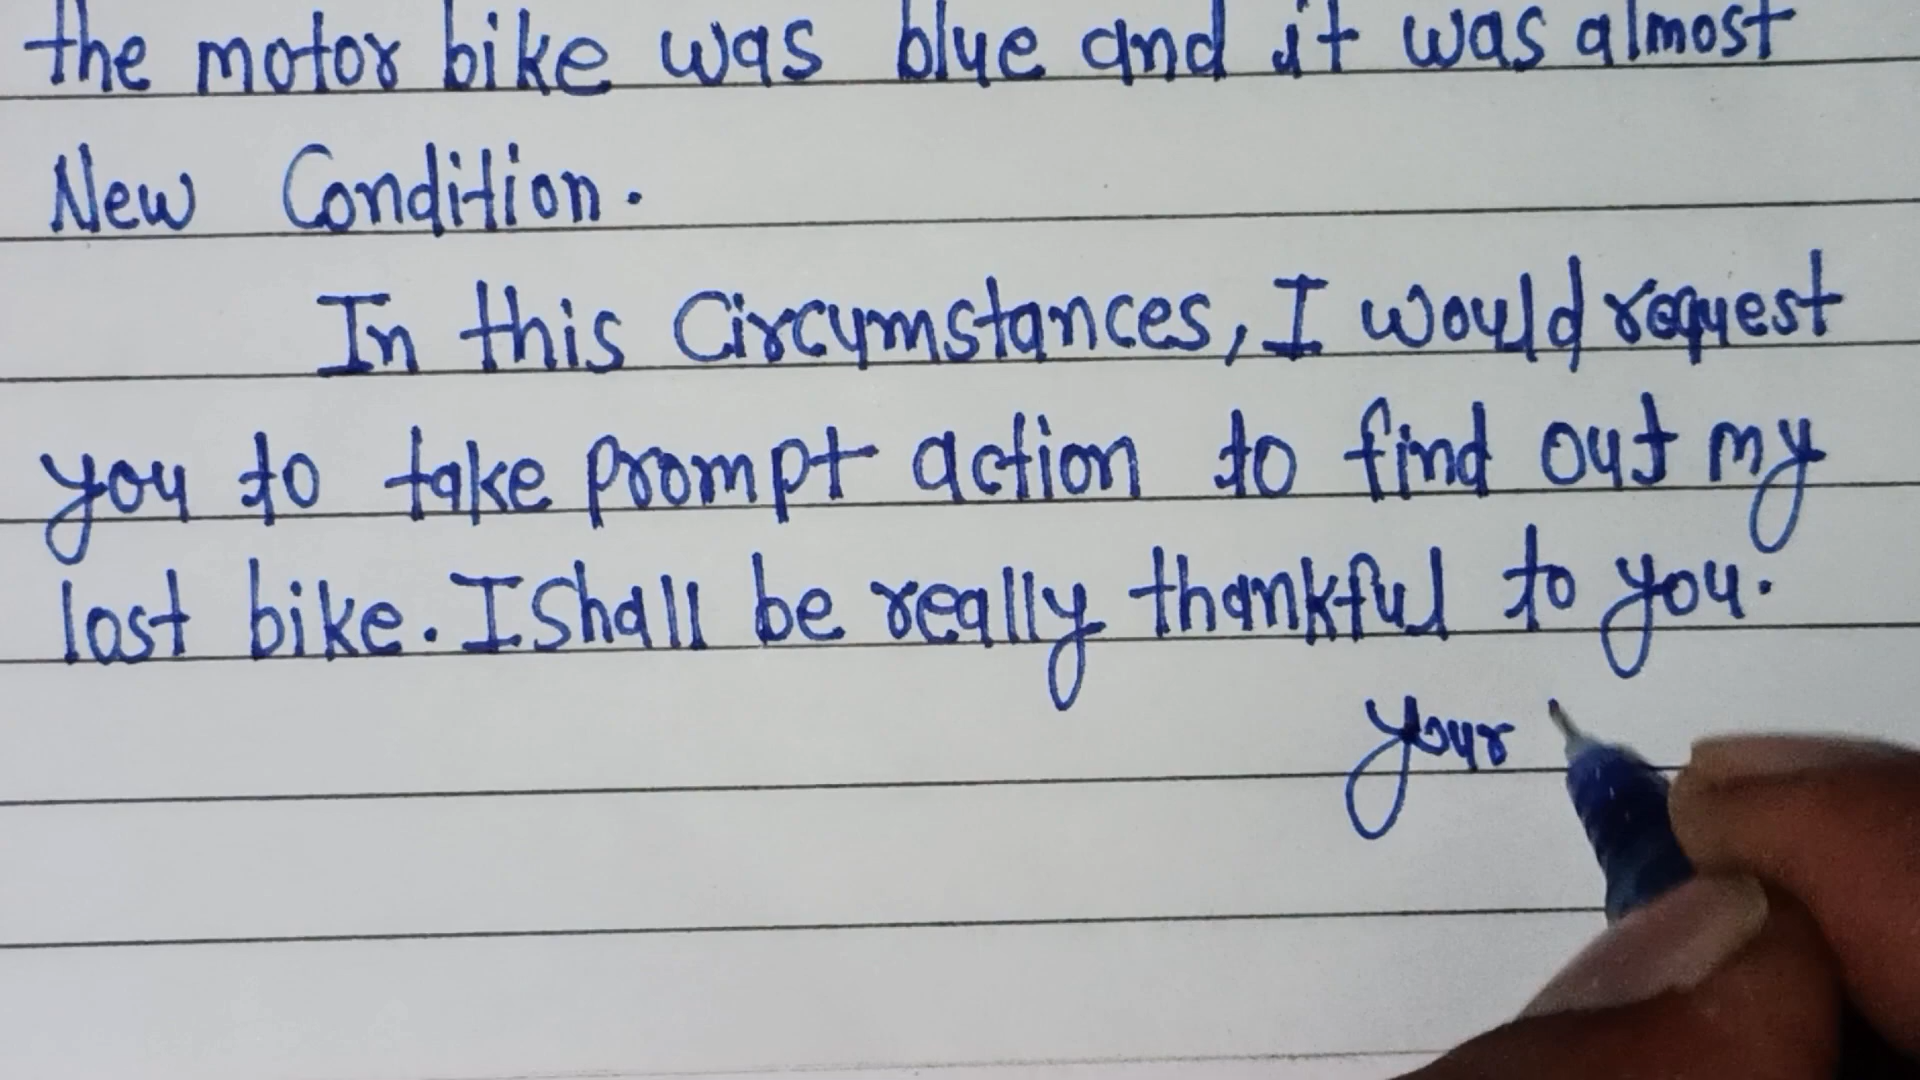 the motor bike was blue and it was almost
New Condition.
In this Circumstances, I would request
you to take prompt action to find out my
lost bike. I shall be really thankful to you.
your